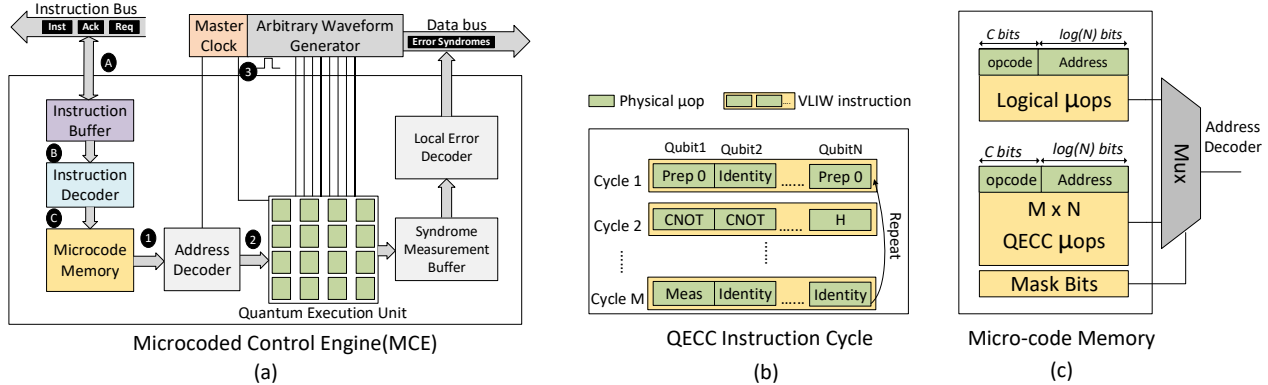 Instruction Bus
Inst Ack Req
A
Instruction
Buffer
B
Instruction
Decoder
C
Microcode
Memory
1
Address
Decoder
2
Master
Clock
3
Arbitrary Waveform
Generator
Data bus
Error Syndromes
Local Error
Decoder
Syndrome
Measurement
Buffer
Quantum Execution Unit
Microcoded Control Engine(MCE)
(a)
Physical μop
.... VLIW instruction
Qubit1 Qubit2 QubitN
Cycle 1 Prep 0 Identity ...... Prep 0
Cycle 2 CNOT CNOT ...... H
Cycle M Meas Identity ...... Identity
Repeat
QECC Instruction Cycle
(b)
C bits log(N) bits
opcode Address
Logical μops
C bits log(N) bits
opcode Address
M x N
QECC μops
Mask Bits
Mux
Address
Decoder
Micro-code Memory
(c)